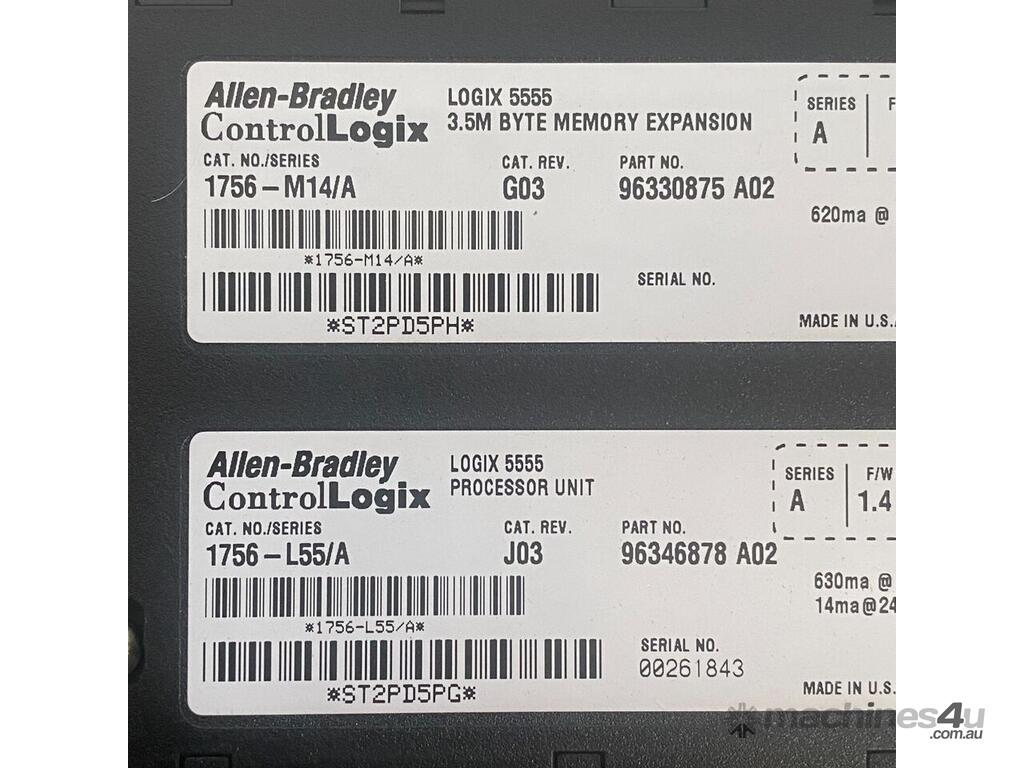 Allen-Bradley
ControlLogix
LOGIX 5555
3.5M BYTE MEMORY EXPANSION
SERIES
A
F
CAT. NO./SERIES
1756-M14/A
CAT. REV.
G03
PART NO.
96330875 A02
620ma @
*1756-M14/A*
SERIAL NO.
*ST2PD5PH*
MADE IN U.S.
Allen-Bradley
ControlLogix
LOGIX 5555
PROCESSOR UNIT
SERIES
A
F/W
1.4
CAT. NO./SERIES
1756-L55/A
CAT. REV.
J03
PART NO.
96346878 A02
630ma @
14ma@24
*1756-L55/A*
SERIAL NO.
00261843
*ST2PD5PG*
MADE IN U.S.
machines4u
.com.au